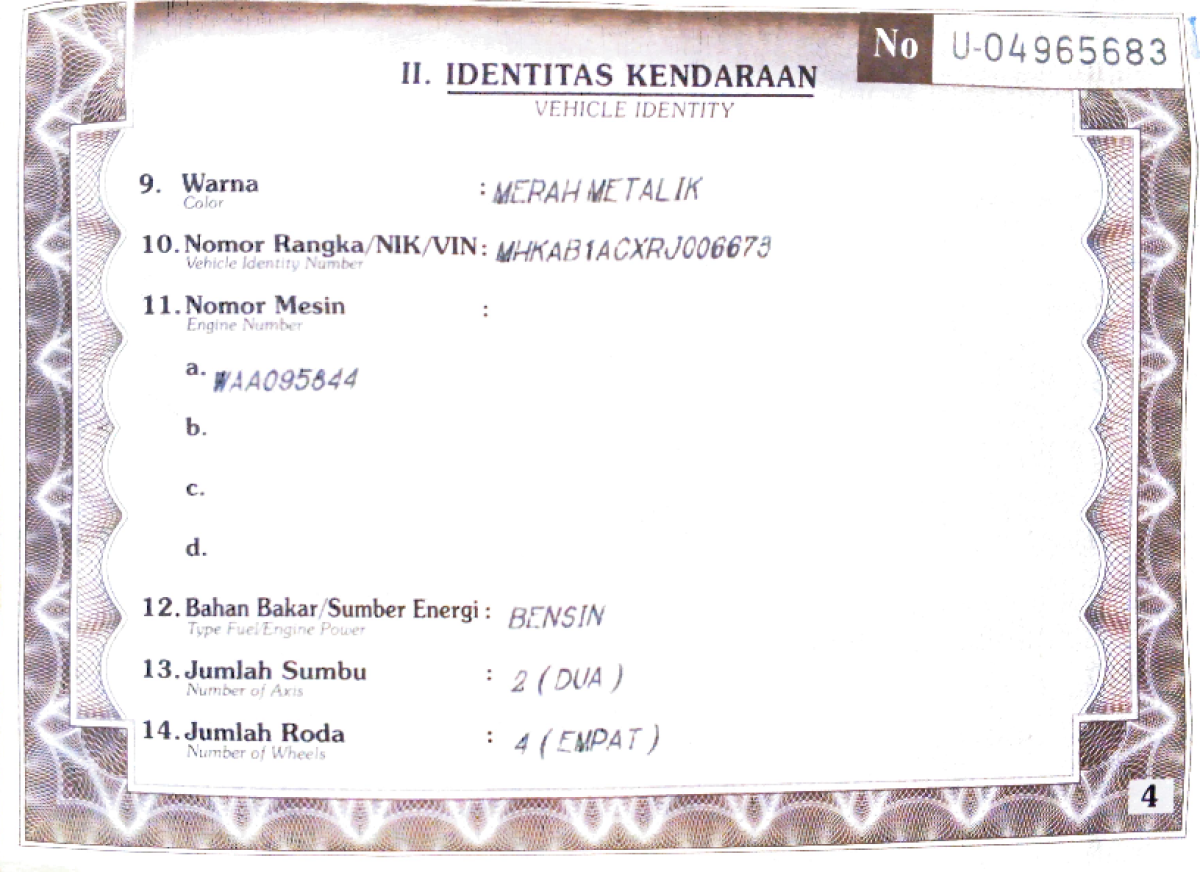 No U-04965683
II. IDENTITAS KENDARAAN
VEHICLE IDENTITY
9. Warna : MERAH METALIK
Color
10. Nomor Rangka/NIK/VIN : MHKAB1ACXRJ006673
Vehicle Identity Number
11. Nomor Mesin :
Engine Number
a. WAA095844
b.
c.
d.
12. Bahan Bakar/Sumber Energi : BENSIN
Type Fuel/Engine Power
13. Jumlah Sumbu : 2 ( DUA )
Number of Axis
14. Jumlah Roda : 4 ( EMPAT )
Number of Wheels
4